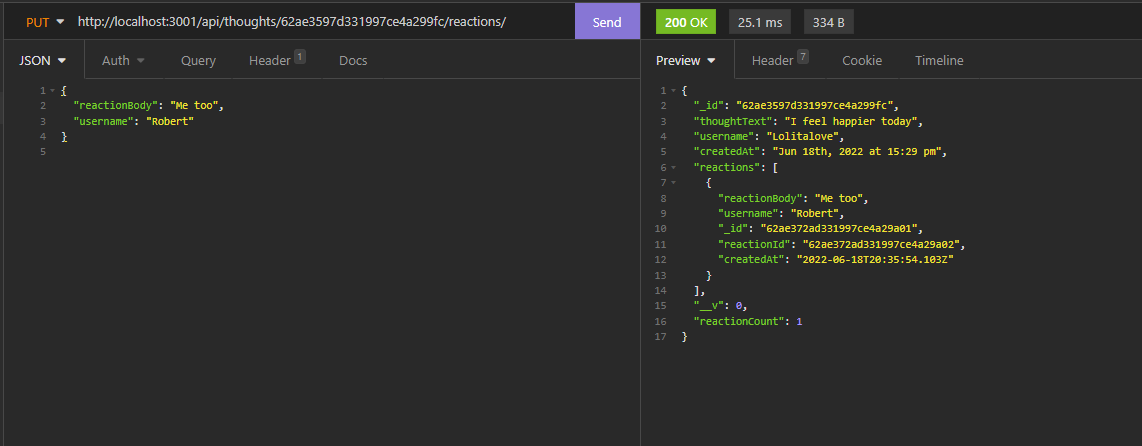 PUT http://localhost:3001/api/thoughts/62ae3597d331997ce4a299fc/reactions/ Send
200 OK 25.1 ms 334 B
JSON Auth Query Header 1 Docs
Preview Header 7 Cookie Timeline
1 {
2 "reactionBody": "Me too",
3 "username": "Robert"
4 }
5
1 {
2 "_id": "62ae3597d331997ce4a299fc",
3 "thoughtText": "I feel happier today",
4 "username": "Lolitalove",
5 "createdAt": "Jun 18th, 2022 at 15:29 pm",
6 "reactions": [
7 {
8 "reactionBody": "Me too",
9 "username": "Robert",
10 "_id": "62ae372ad331997ce4a29a01",
11 "reactionId": "62ae372ad331997ce4a29a02",
12 "createdAt": "2022-06-18T20:35:54.103Z"
13 }
14 ],
15 "__v": 0,
16 "reactionCount": 1
17 }